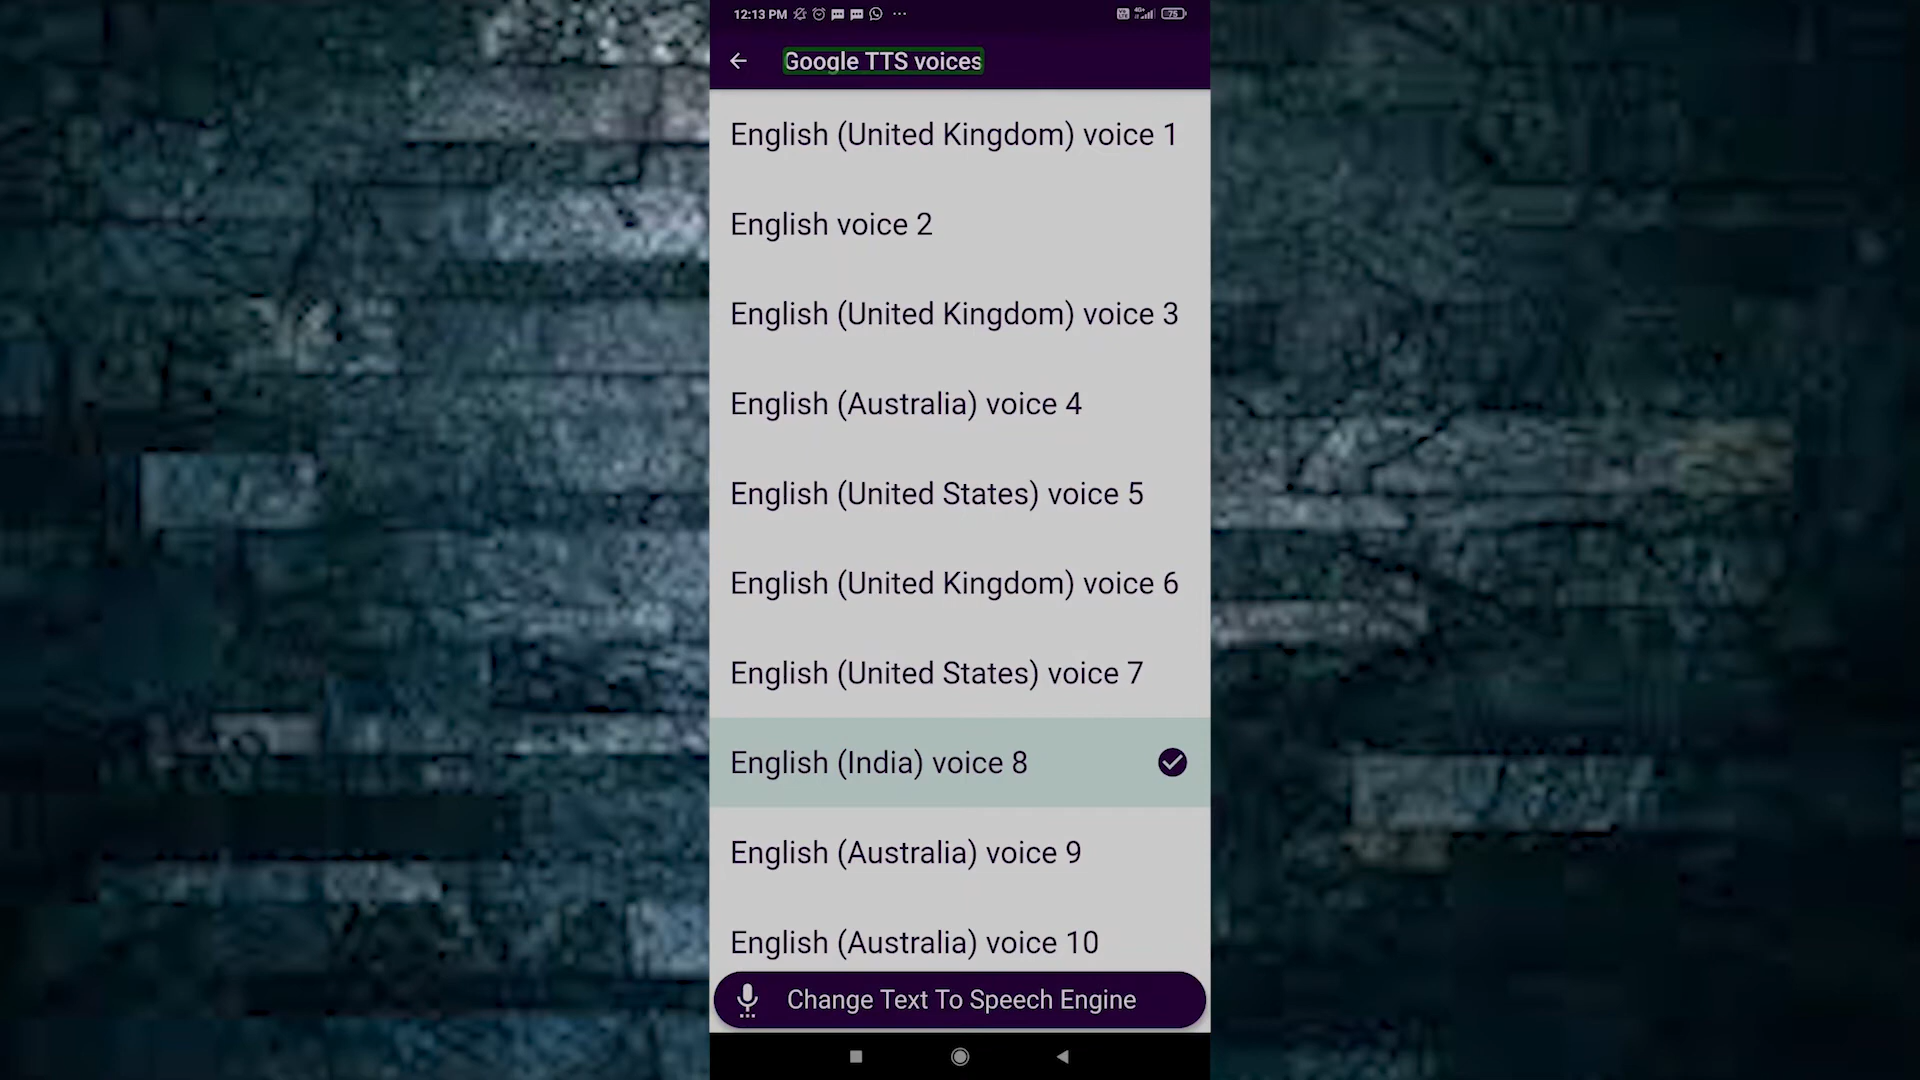 12:13 PM
75
Google TTS voices
English (United Kingdom) voice 1
English voice 2
English (United Kingdom) voice 3
English (Australia) voice 4
English (United States) voice 5
English (United Kingdom) voice 6
English (United States) voice 7
English (India) voice 8
English (Australia) voice 9
English (Australia) voice 10
Change Text To Speech Engine